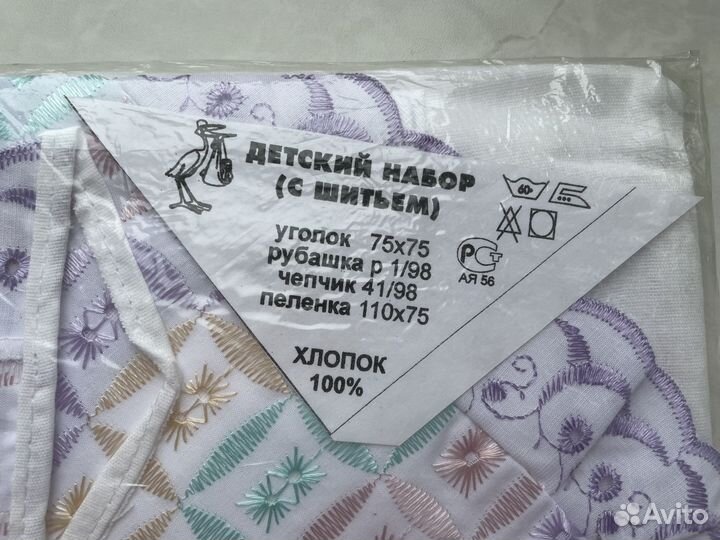 ДЕТСКИЙ НАБОР
(С ШИТЬЕМ)
уголок 75х75
рубашка р 1/98
чепчик 41/98
пеленка 110х75
ХЛОПОК
100%
60°
РСТ
АЯ 56
Avito